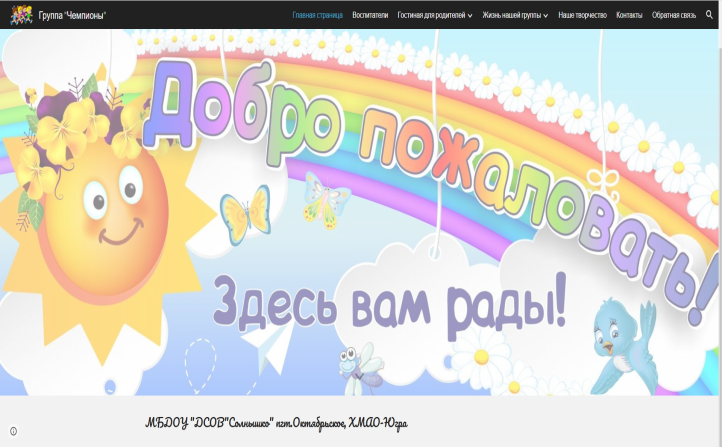 Группа "Чемпионы"
Главная страница Воспитатели Гостиная для родителей Жизнь нашей группы Наше творчество Контакты Обратная связь
Добро пожаловать!
Здесь вам рады!
МБДОУ "ДСОВ"Солнышко" пгт.Октябрьское, ХМАО-Югра